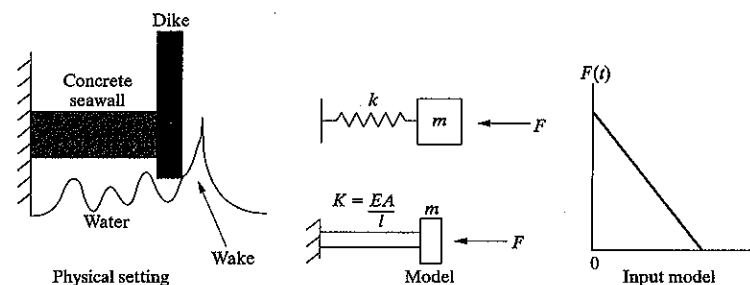 Dike
Concrete
seawall
Water
Wake
Physical setting
k
m
F
K = EA
l
m
F
Model
F(t)
0
Input model